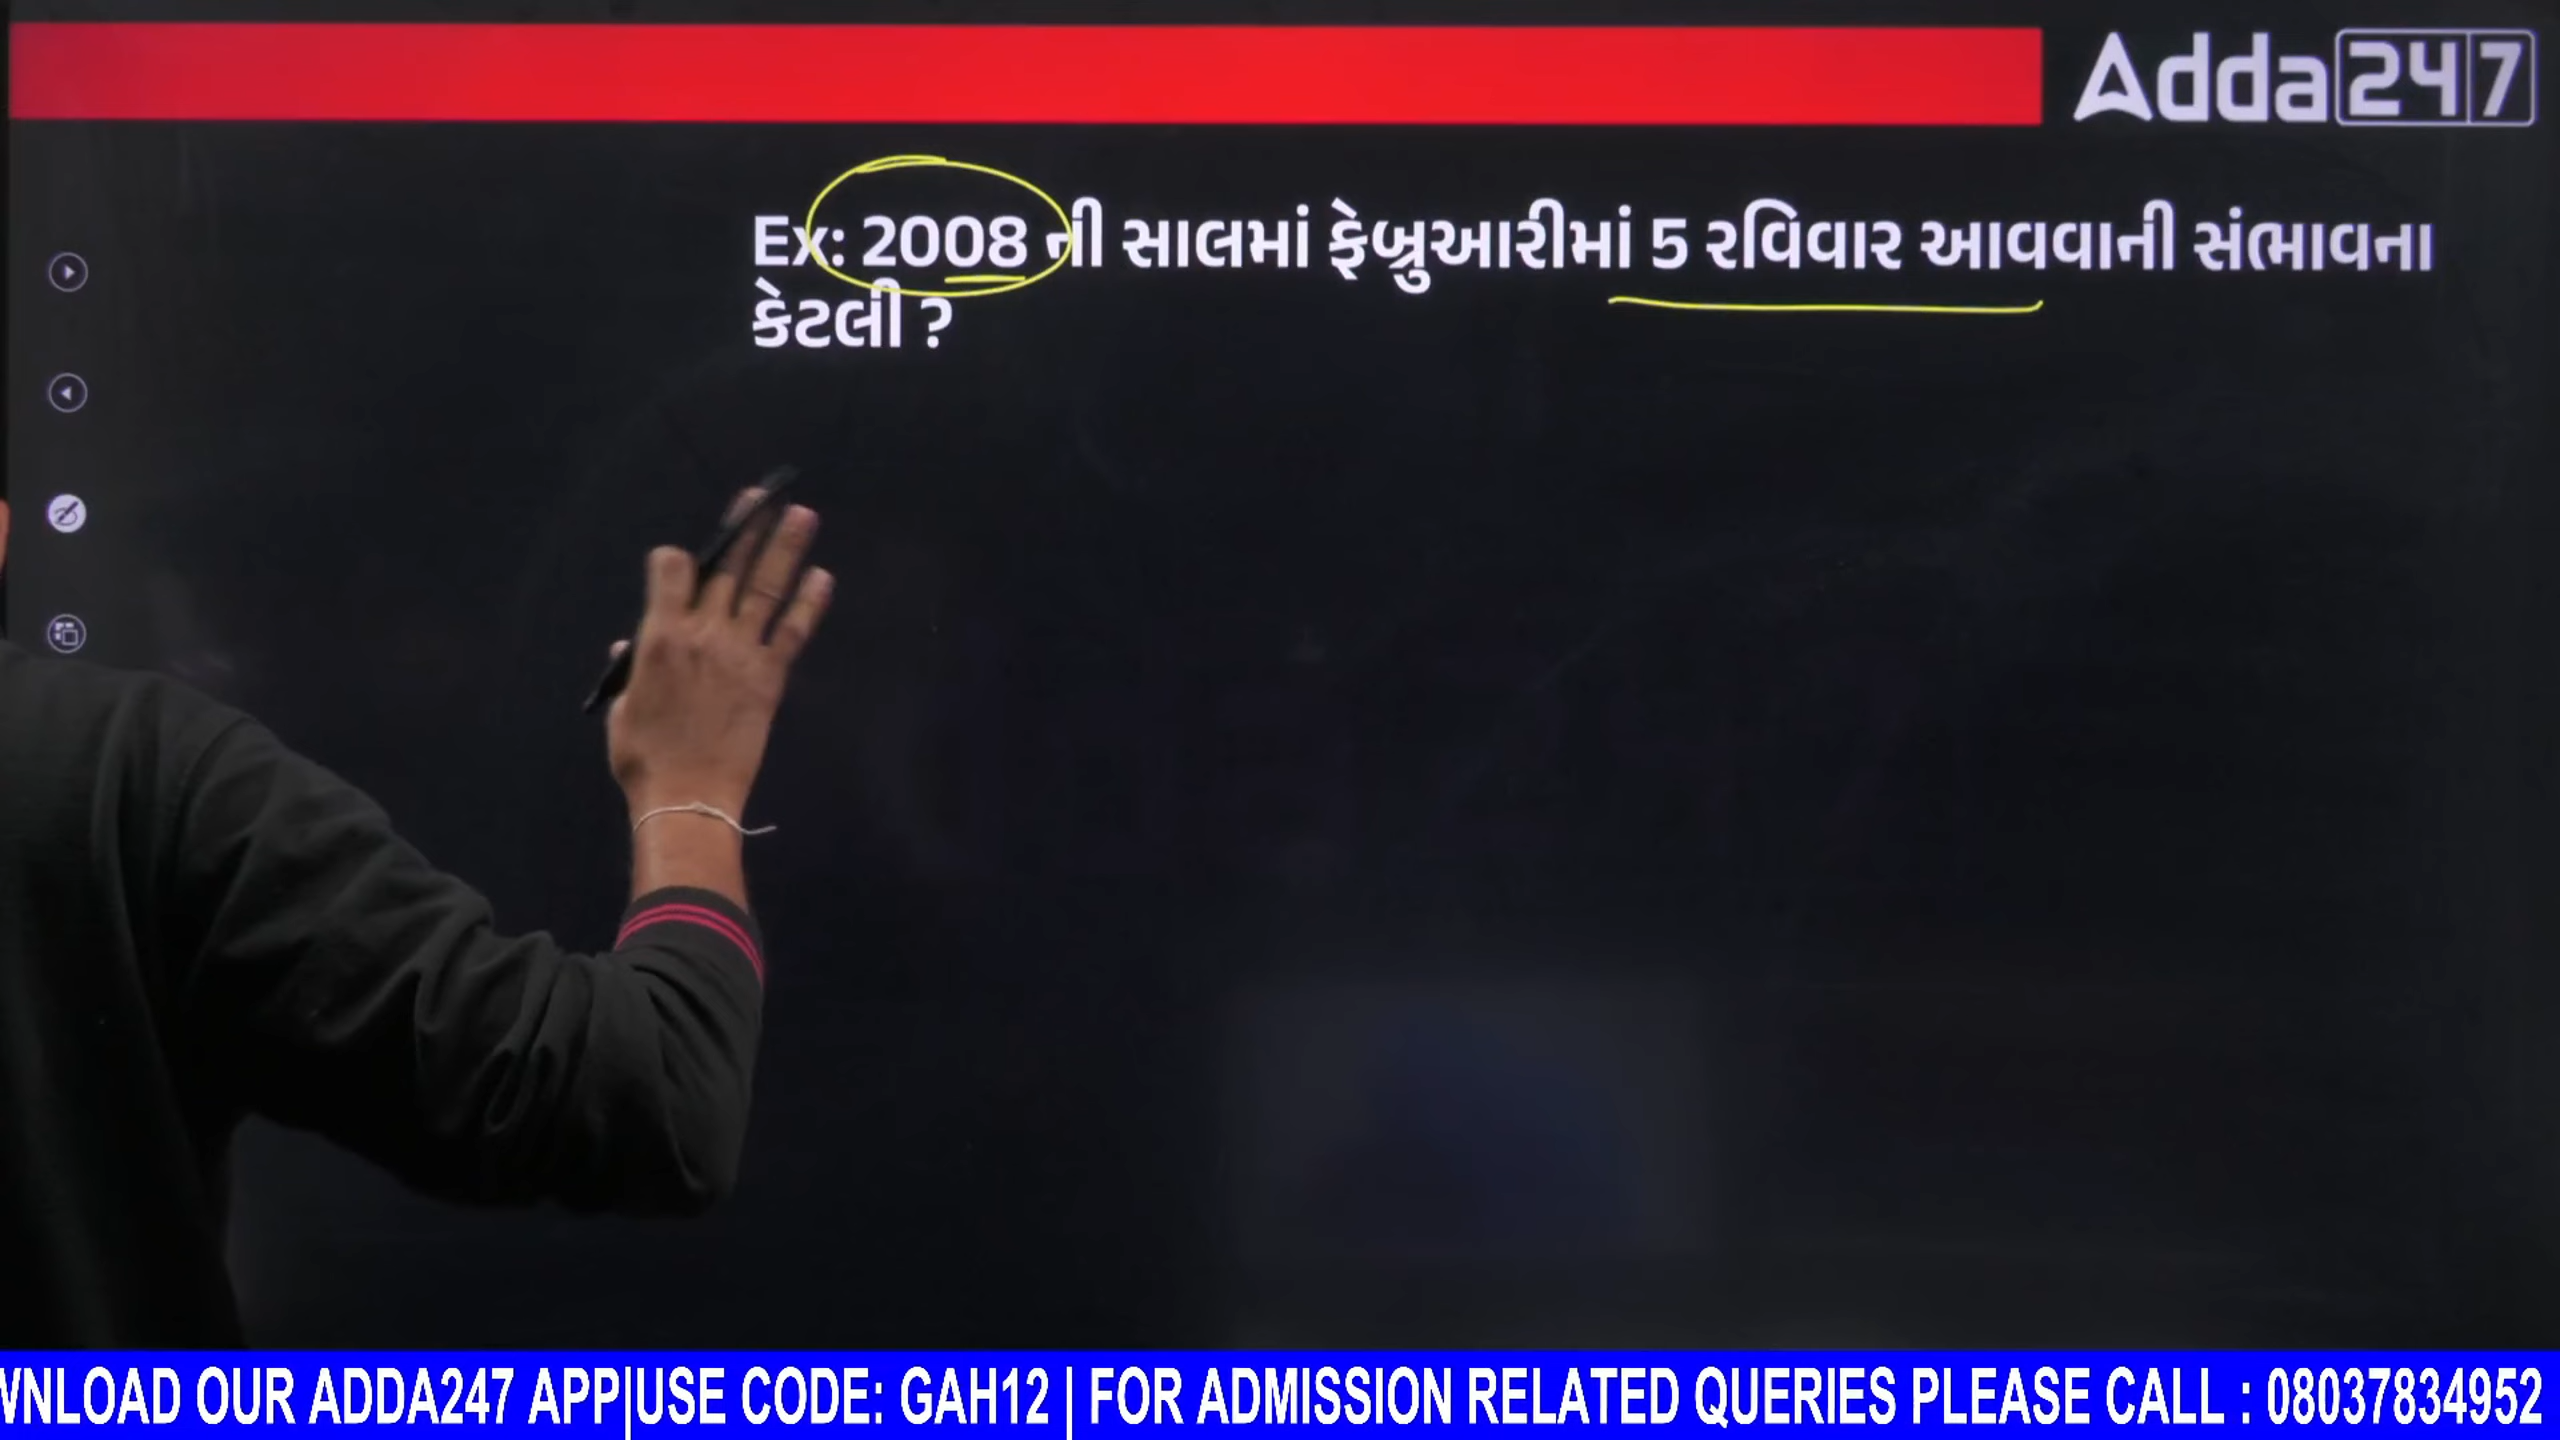 Adda247
Ex: 2008 ની સાલમાં ફેબ્રુઆરીમાં 5 રવિવાર આવવાની સંભાવના
કેટલી ?
WNLOAD OUR ADDA247 APP|USE CODE: GAH12 | FOR ADMISSION RELATED QUERIES PLEASE CALL : 08037834952